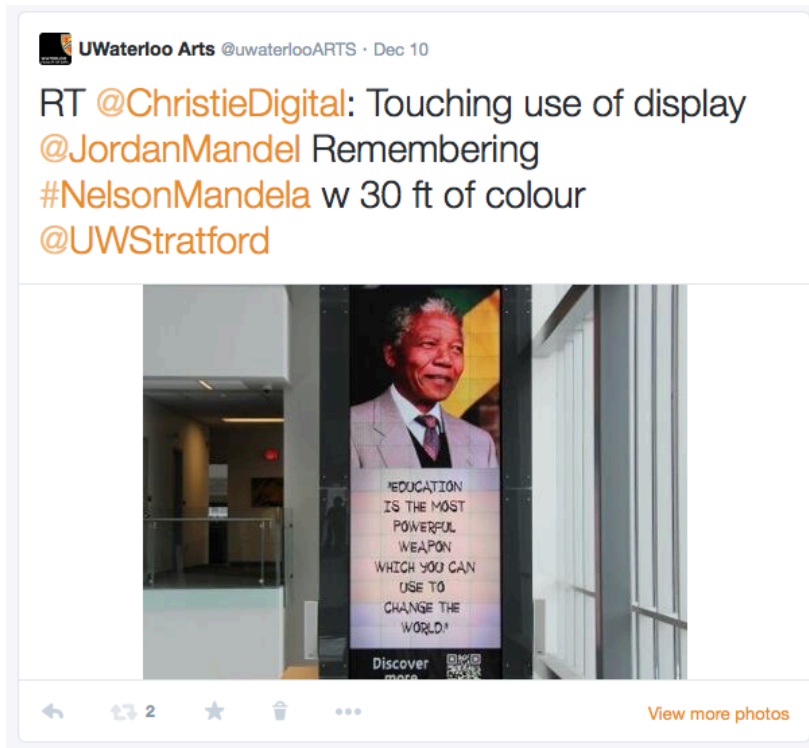 UWaterloo Arts @uwaterlooARTS · Dec 10
RT @ChristieDigital: Touching use of display
@JordanMandel Remembering
#NelsonMandela w 30 ft of colour
@UWStratford
"EDUCATION
IS THE MOST
POWERFUL
WEAPON
WHICH YOU CAN
USE TO
CHANGE THE
WORLD."
Discover
more
2
View more photos